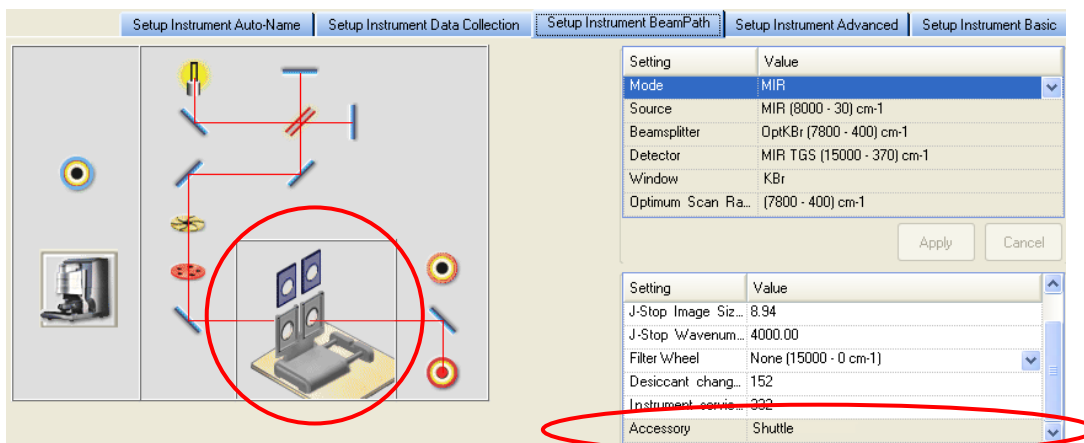 Setup Instrument Auto-Name Setup Instrument Data Collection Setup Instrument BeamPath Setup Instrument Advanced Setup Instrument Basic
Setting Value
Mode MIR
Source MIR (8000 - 30) cm-1
Beamsplitter OptKBr (7800 - 400) cm-1
Detector MIR TGS (15000 - 370) cm-1
Window KBr
Optimum Scan Ra... (7800 - 400) cm-1
Apply Cancel
Setting Value
J-Stop Image Siz... 8.94
J-Stop Wavenum... 4000.00
Filter Wheel None (15000 - 0 cm-1)
Desiccant chang... 152
Instrument servic... 332
Accessory Shuttle